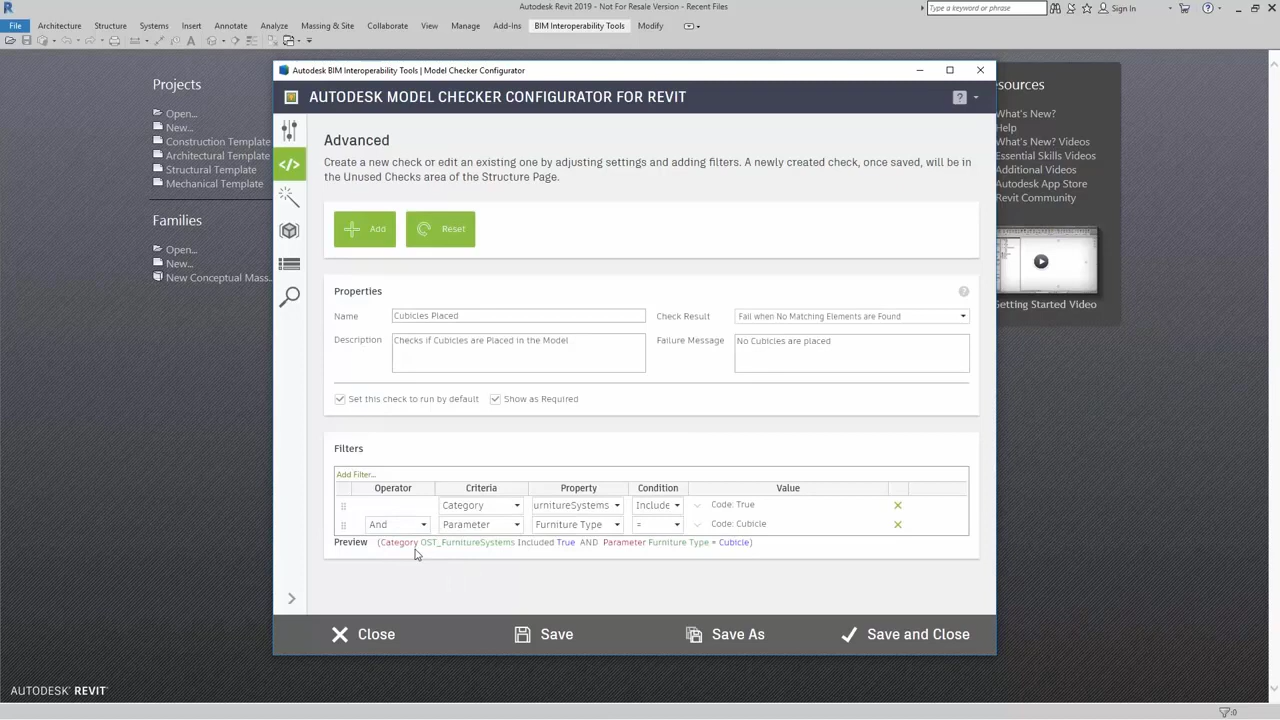 Autodesk Revit 2019 - Not For Resale Version - Recent Files
Type a keyword or phrase
Sign In
File Architecture Structure Systems Insert Annotate Analyze Massing & Site Collaborate View Manage Add-Ins BIM Interoperability Tools Modify
Projects
Open...
New...
Construction Template
Architectural Template
Structural Template
Mechanical Template
Families
Open...
New...
New Conceptual Mass...
Autodesk BIM Interoperability Tools | Model Checker Configurator
AUTODESK MODEL CHECKER CONFIGURATOR FOR REVIT
Advanced
Create a new check or edit an existing one by adjusting settings and adding filters. A newly created check, once saved, will be in
the Unused Checks area of the Structure Page.
Add Reset
Properties
Name Cubicles Placed Check Result Fail when No Matching Elements are Found
Description Checks if Cubicles are Placed in the Model Failure Message No Cubicles are placed
Set this check to run by default Show as Required
Filters
Add Filter...
Operator Criteria Property Condition Value
Category urnitureSystems Include Code: True
And Parameter Furniture Type = Code: Cubicle
Preview (Category OST_FurnitureSystems Included True AND Parameter Furniture Type = Cubicle)
Close Save Save As Save and Close
esources
What's New?
Help
What's New? Videos
Essential Skills Videos
Additional Videos
Autodesk App Store
Revit Community
Getting Started Video
AUTODESK® REVIT®
:0